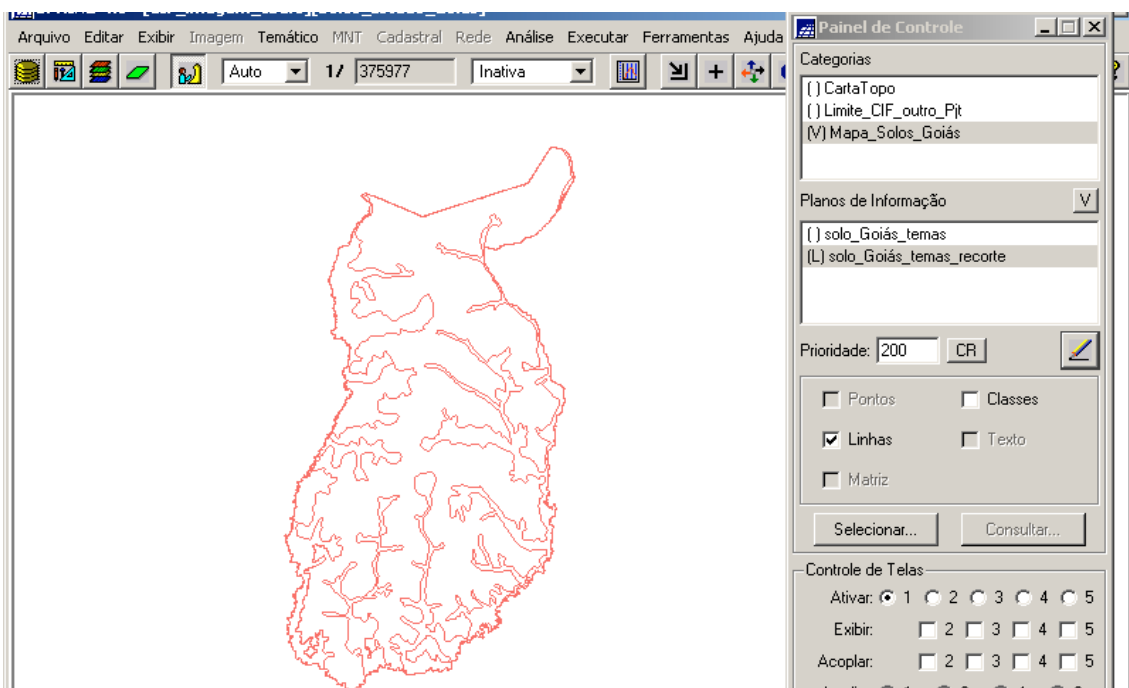 Arquivo Editar Exibir Imagem Temático MNT Cadastral Rede Análise Executar Ferramentas Ajuda
Auto 1/ 375977 Inativa
?
Painel de Controle
Categorias
( ) CartaTopo
( ) Limite_CIF_outro_Pjt
(V) Mapa_Solos_Goiás
Planos de Informação V
( ) solo_Goiás_temas
(L) solo_Goiás_temas_recorte
Prioridade: 200 CR
Pontos Classes
Linhas Texto
Matriz
Selecionar... Consultar...
Controle de Telas
Ativar: 1 2 3 4 5
Exibir: 2 3 4 5
Acoplar: 2 3 4 5